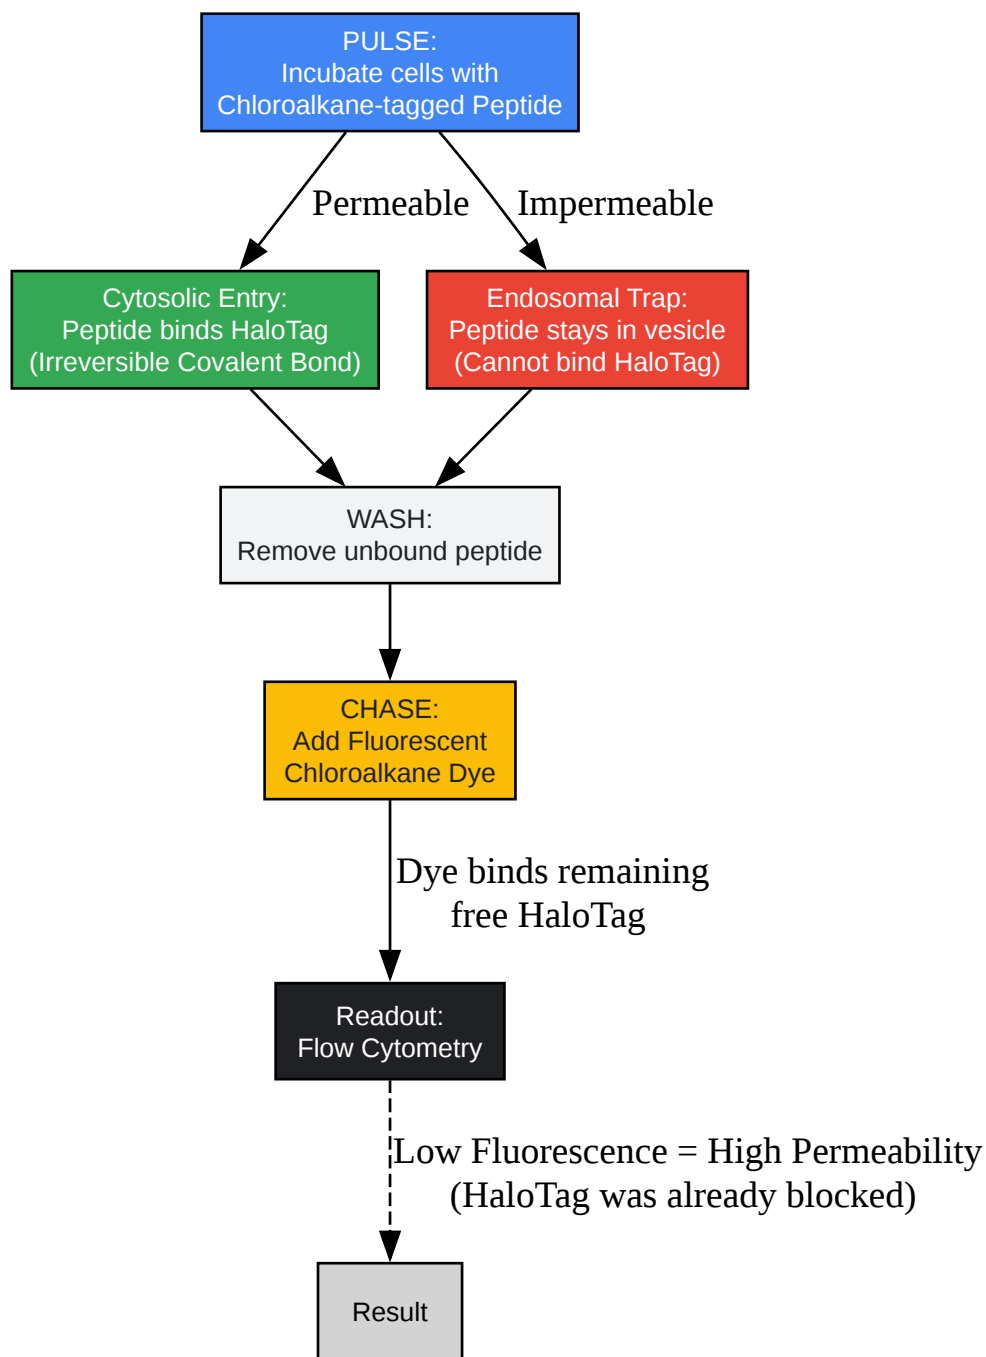 PULSE:
Incubate cells with
Chloroalkane-tagged Peptide
Permeable
Impermeable
Cytosolic Entry:
Peptide binds HaloTag
(Irreversible Covalent Bond)
Endosomal Trap:
Peptide stays in vesicle
(Cannot bind HaloTag)
WASH:
Remove unbound peptide
CHASE:
Add Fluorescent
Chloroalkane Dye
Dye binds remaining
free HaloTag
Readout:
Flow Cytometry
Low Fluorescence = High Permeability
(HaloTag was already blocked)
Result